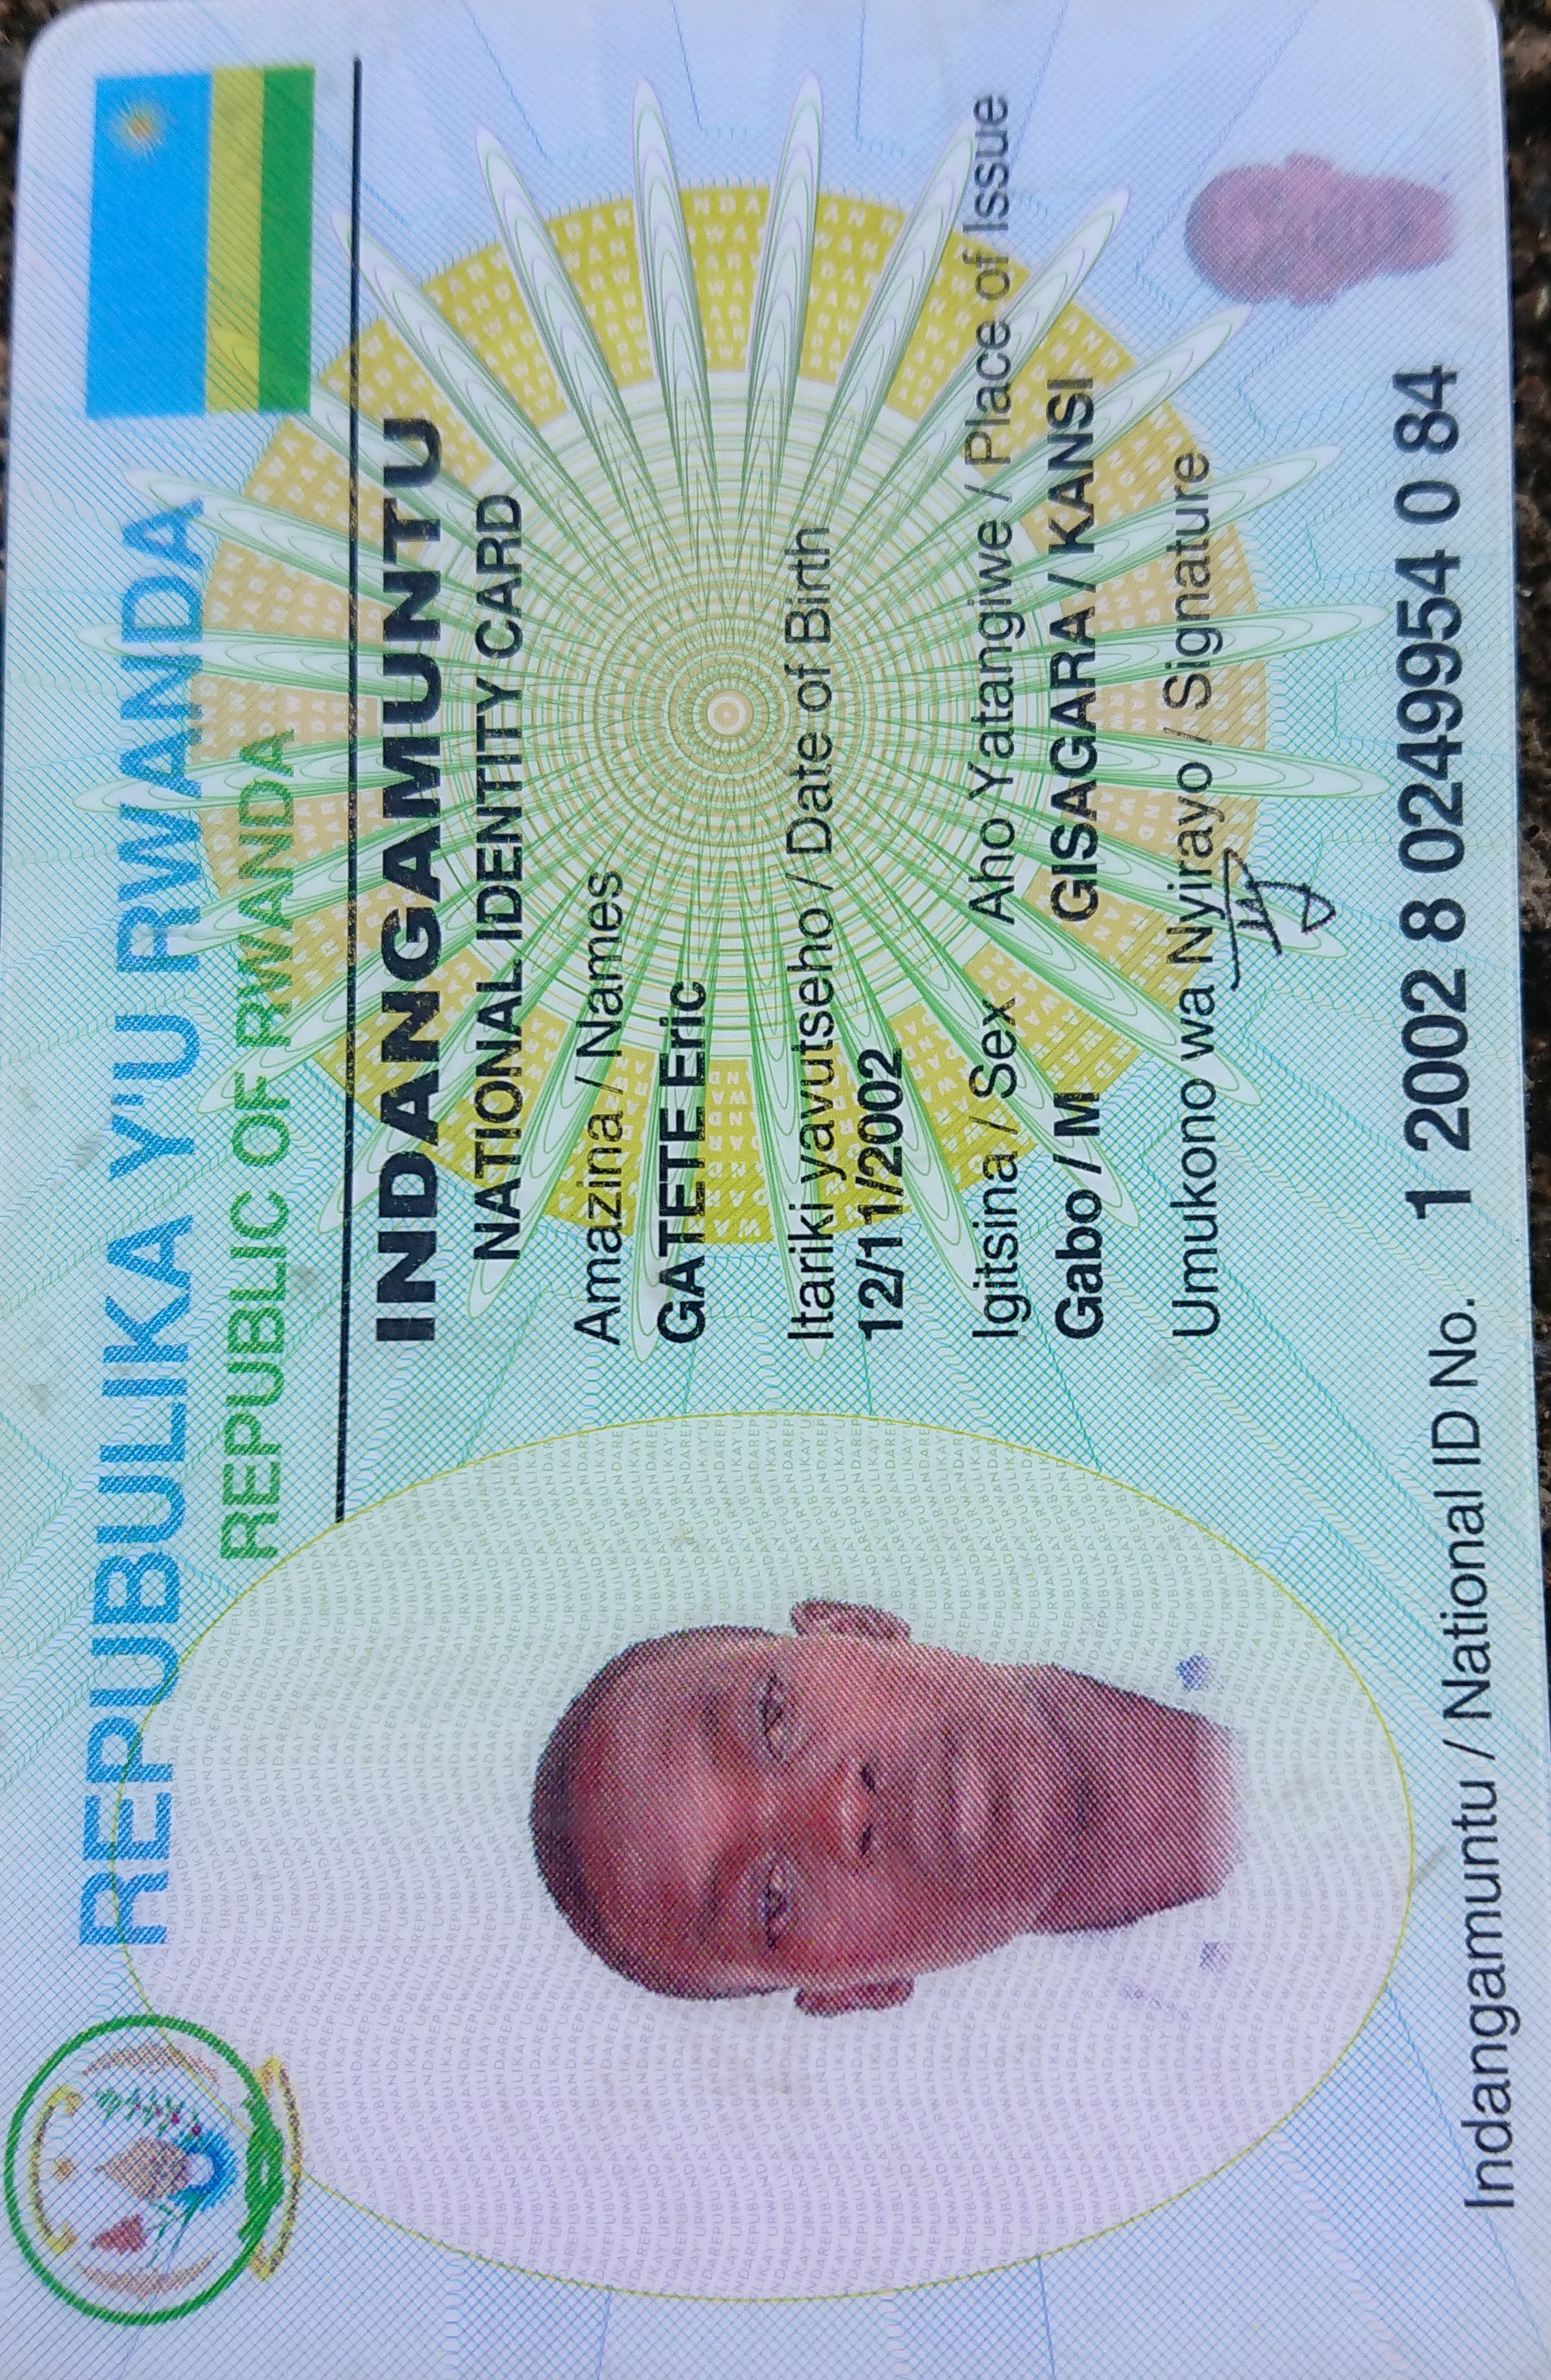 REPUBULIKA Y'U RWANDA
REPUBLIC OF RWANDA
INDANGAMUNTU
NATIONAL IDENTITY CARD
Amazina / Names
GATETE Eric
Itariki yavutseho / Date of Birth
12/11/2002
Igitsina / Sex Aho Yatangiwe / Place of Issue
Gabo / M GISAGARA / KANSI
Umukono wa Nyirayo / Signature
Indangamuntu / National ID No. 1 2002 8 0249954 0 84